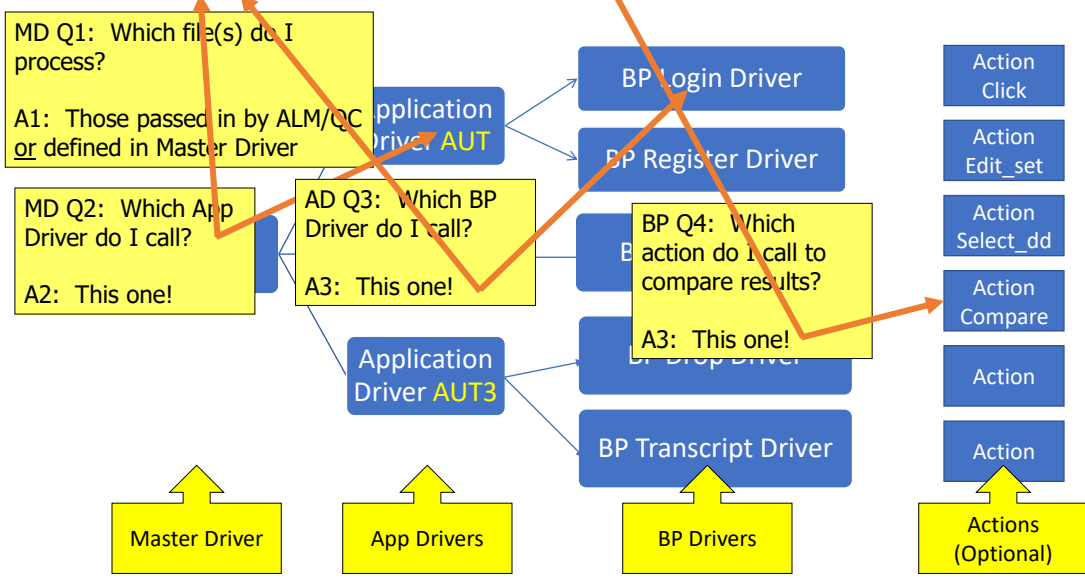 MD Q1: Which file(s) do I
process?
A1: Those passed in by ALM/QC
or defined in Master Driver
MD Q2: Which App
Driver do I call?
A2: This one!
Application
Driver AUT
AD Q3: Which BP
Driver do I call?
A3: This one!
Application
Driver AUT3
BP Login Driver
BP Register Driver
B
BP Q4: Which
action do I call to
compare results?
A3: This one!
BP Drop Driver
BP Transcript Driver
Action
Click
Action
Edit_set
Action
Select_dd
Action
Compare
Action
Action
Master Driver
App Drivers
BP Drivers
Actions
(Optional)